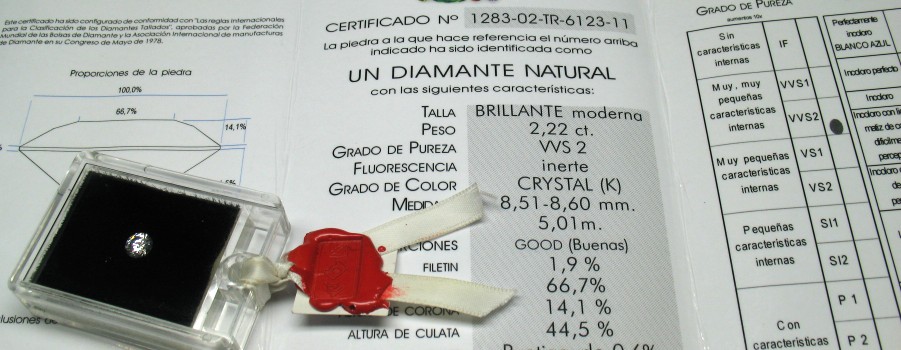 Este certificado ha sido configurado de conformidad con "Las reglas Internacionales
para la Clasificación de los Diamantes Tallados", aprobadas por la Federación
Mundial de las Bolsas de Diamante y la Asociación Internacional de manufacturas
de Diamante en su Congreso de Mayo de 1978.
Proporciones de la piedra
100,0%
66,7%
14,1%
CERTIFICADO Nº 1283-02-TR-6123-11
La piedra a la que hace referencia el número arriba
indicado ha sido identificada como
UN DIAMANTE NATURAL
con las siguientes características:
TALLA BRILLANTE moderna
PESO 2,22 ct.
GRADO DE PUREZA VVS 2
FLUORESCENCIA inerte
GRADO DE COLOR CRYSTAL (K)
8,51-8,60 mm.
5,01m.
GOOD (Buenas)
FILETIN 1,9 %
66,7%
DE CORONA 14,1 %
ALTURA DE CULATA 44,5 %
GRADO DE PUREZA
aumentos 10x
Sin
características
internas
IF
Muy, muy
pequeñas
características
internas
VVS1
VVS2
Muy pequeñas
características
internas
VS1
VS2
Pequeñas
características
internas
SI1
SI2
Con
características
P 1
P 2
Perfectamente
incoloro
BLANCO AZUL
Incoloro perfecto
Incoloro